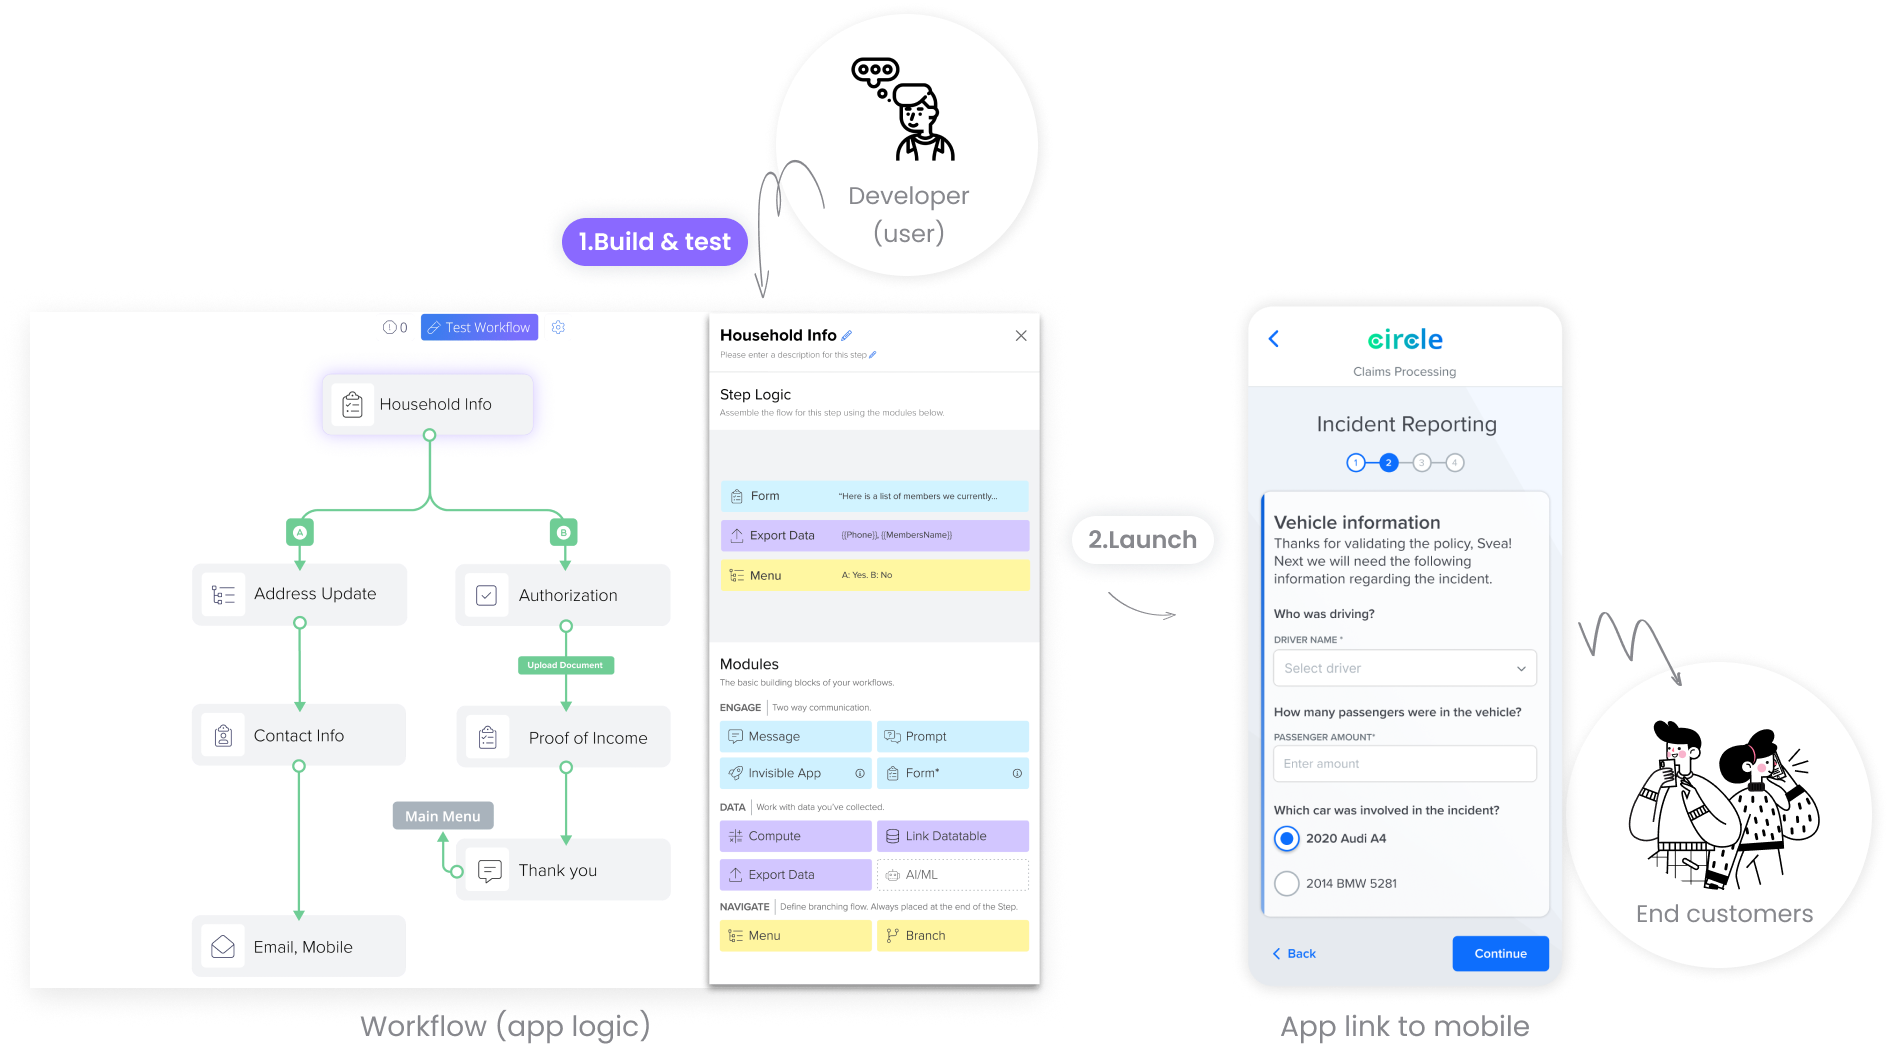 Developer
(user)
1.Build & test
0
Test Workflow
Household Info
A
B
Address Update
Authorization
Upload Document
Contact Info
Proof of Income
Main Menu
Thank you
Email, Mobile
Household Info
Please enter a description for this step
Step Logic
Assemble the flow for this step using the modules below.
Form "Here is a list of members we currently...
Export Data {{Phone}}, {{MembersName}}
Menu A: Yes. B: No
Modules
The basic building blocks of your workflows.
ENGAGE Two way communication.
Message Prompt
Invisible App Form*
DATA Work with data you've collected.
Compute Link Datatable
Export Data AI/ML
NAVIGATE Define branching flow. Always placed at the end of the Step.
Menu Branch
Workflow (app logic)
2.Launch
circle
Claims Processing
Incident Reporting
1 2 3 4
Vehicle information
Thanks for validating the policy, Svea!
Next we will need the following
information regarding the incident.
Who was driving?
DRIVER NAME *
Select driver
How many passengers were in the vehicle?
PASSENGER AMOUNT*
Enter amount
Which car was involved in the incident?
2020 Audi A4
2014 BMW 5281
Back Continue
App link to mobile
End customers